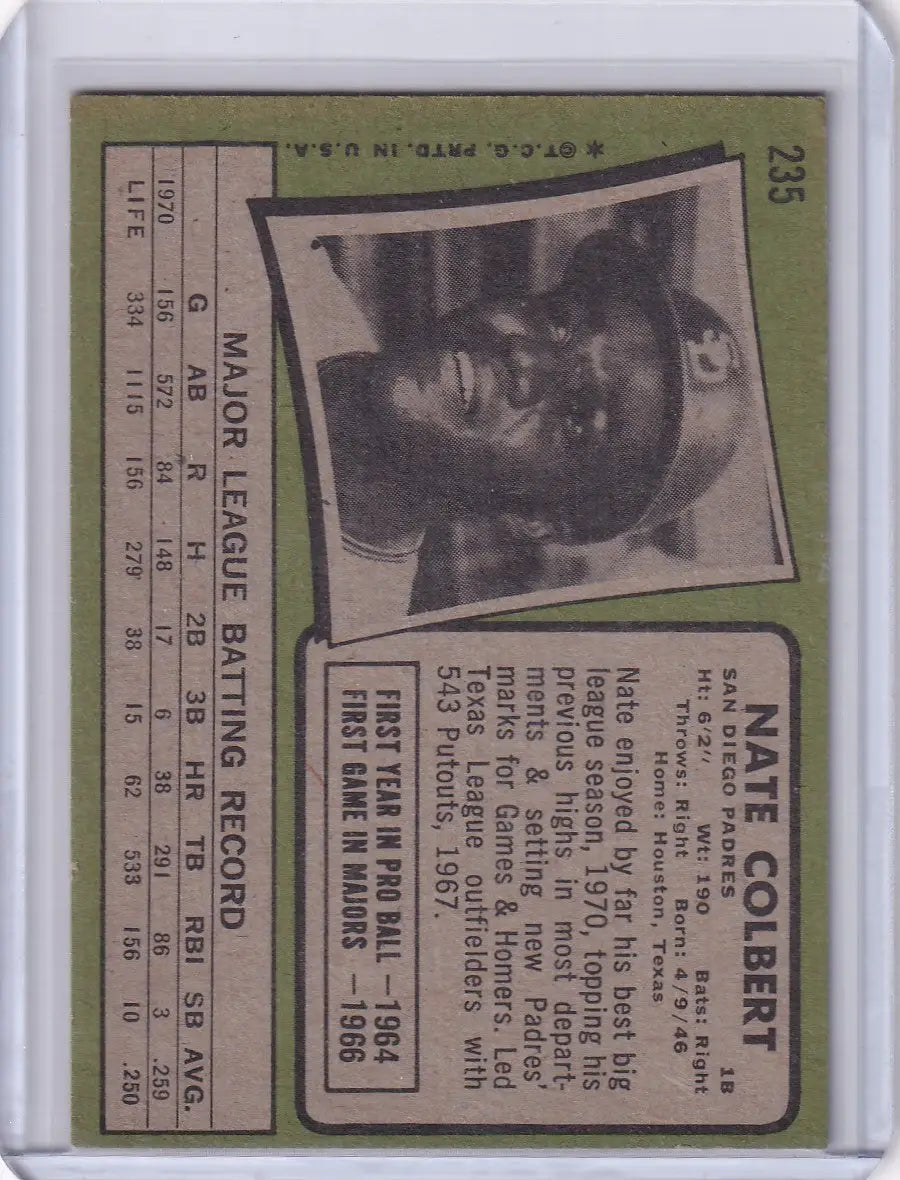 235
* ©T.C.G. PRTD. IN U.S.A.
NATE COLBERT
SAN DIEGO PADRES 1B
Ht: 6'2" Wt: 190 Bats: Right
Throws: Right Born: 4/9/46
Home: Houston, Texas
Nate enjoyed by far his best big
league season, 1970, topping his
previous highs in most depart-
ments & setting new Padres'
marks for Games & Homers. Led
Texas League outfielders with
543 Putouts, 1967.
FIRST YEAR IN PRO BALL —1964
FIRST GAME IN MAJORS —1966
MAJOR LEAGUE BATTING RECORD
G AB R H 2B 3B HR TB RBI SB AVG.
1970 156 572 84 148 17 6 38 291 86 3 .259
LIFE 334 1115 156 279 38 15 62 533 156 10 .250